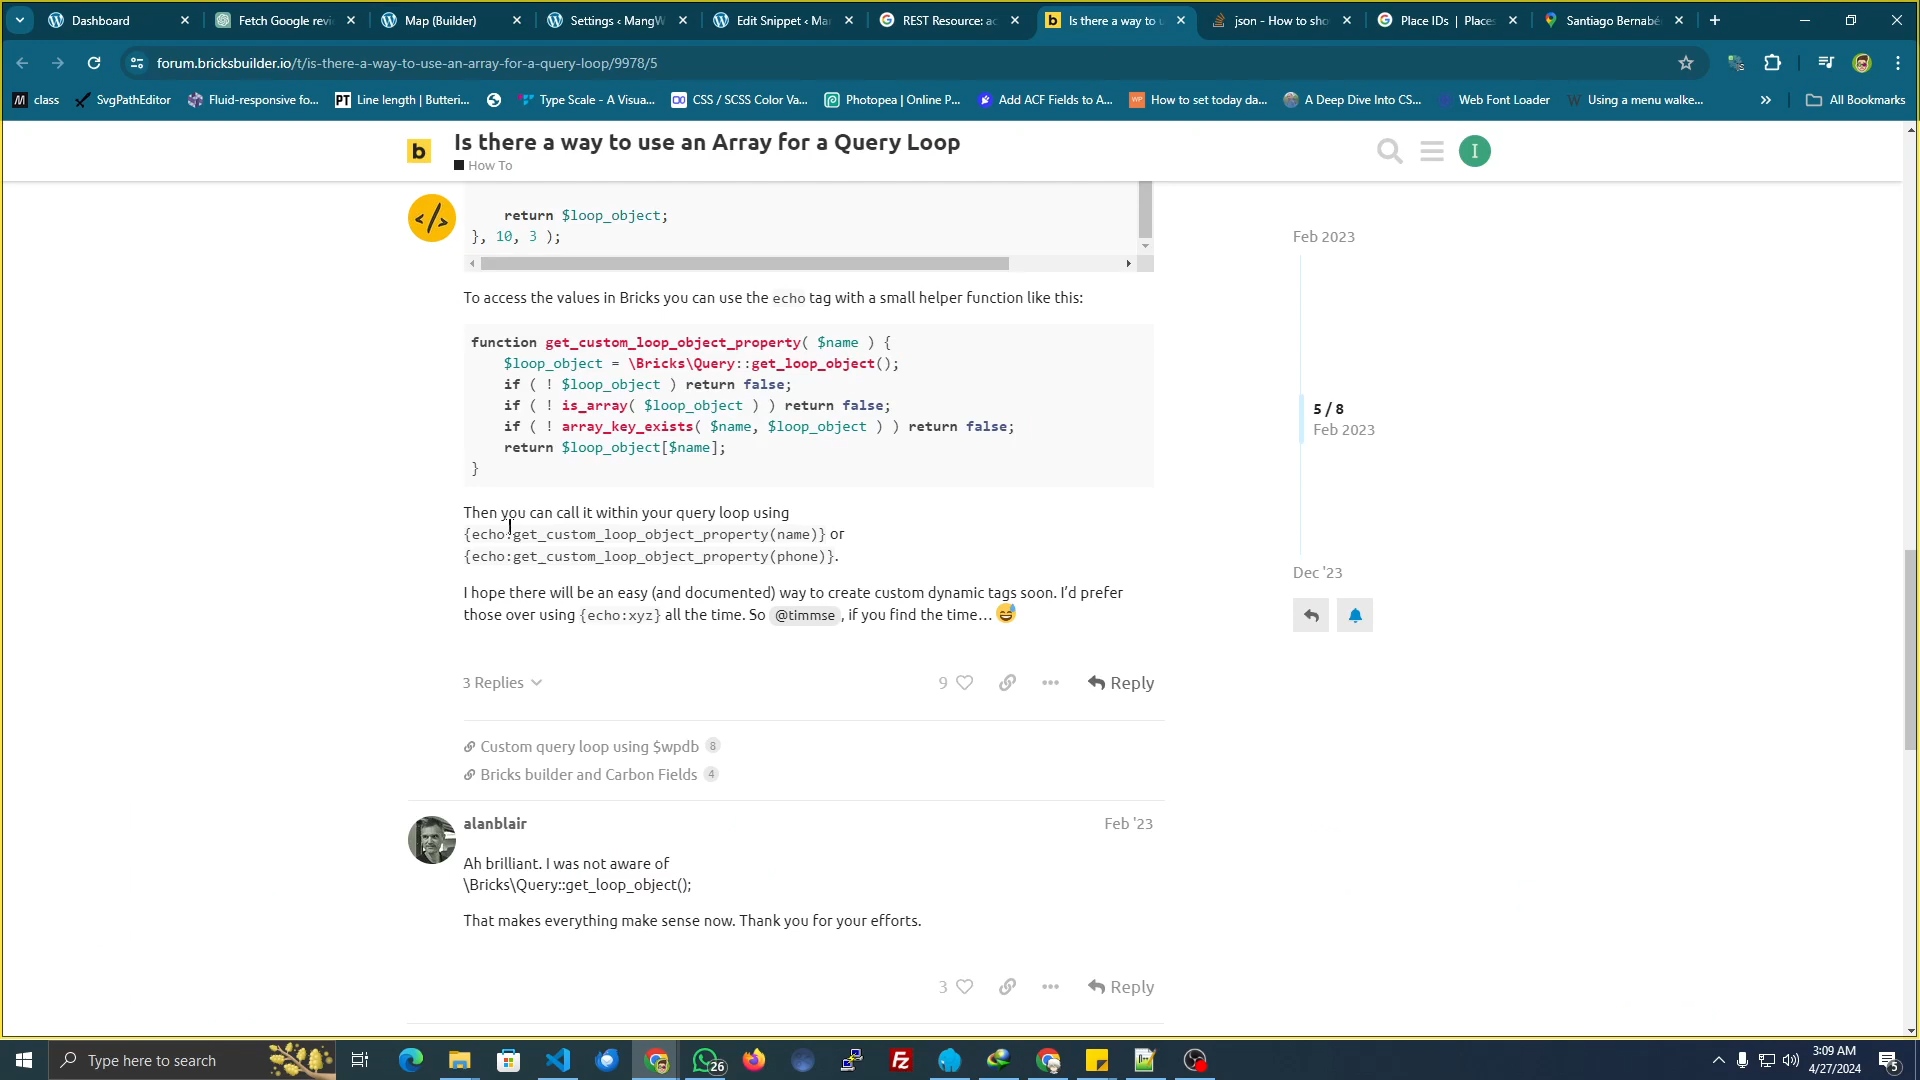 Dashboard
Fetch Google revi
Map (Builder)
Settings ‹ MangW
Edit Snippet ‹ Ma
REST Resource: ac
Is there a way to u
json - How to sho
Place IDs | Places
Santiago Bernabé
forum.bricksbuilder.io/t/is-there-a-way-to-use-an-array-for-a-query-loop/9978/5
class
SvgPathEditor
Fluid-responsive fo...
PT Line length | Butteri...
Type Scale - A Visua...
CSS / SCSS Color Va...
Photopea | Online P...
Add ACF Fields to A...
WP How to set today da...
A Deep Dive Into CS...
Web Font Loader
Using a menu walke...
All Bookmarks
b
Is there a way to use an Array for a Query Loop
How To
I
</>
return $loop_object;
}, 10, 3 );
To access the values in Bricks you can use the echo tag with a small helper function like this:
function get_custom_loop_object_property( $name ) {
$loop_object = \Bricks\Query::get_loop_object();
if ( ! $loop_object ) return false;
if ( ! is_array( $loop_object ) ) return false;
if ( ! array_key_exists( $name, $loop_object ) ) return false;
return $loop_object[$name];
}
Then you can call it within your query loop using
{echo:get_custom_loop_object_property(name)} or
{echo:get_custom_loop_object_property(phone)}.
I hope there will be an easy (and documented) way to create custom dynamic tags soon. I'd prefer
those over using {echo:xyz} all the time. So @timmse, if you find the time…
3 Replies
9
Reply
Custom query loop using $wpdb 8
Bricks builder and Carbon Fields 4
alanblair
Feb '23
Ah brilliant. I was not aware of
\Bricks\Query::get_loop_object();
That makes everything make sense now. Thank you for your efforts.
3
Reply
Feb 2023
5 / 8
Feb 2023
Dec '23
Type here to search
26
3:09 AM
4/27/2024
5